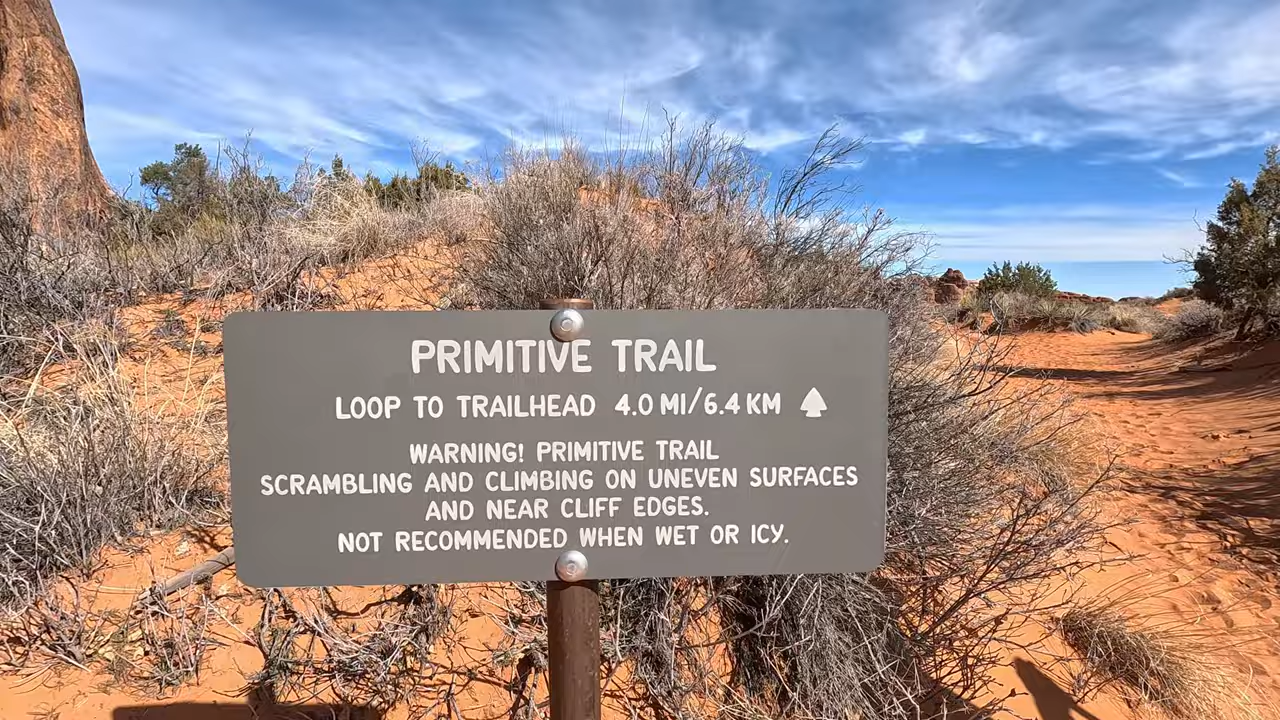 PRIMITIVE TRAIL
LOOP TO TRAILHEAD 4.0 MI/6.4 KM
WARNING! PRIMITIVE TRAIL
SCRAMBLING AND CLIMBING ON UNEVEN SURFACES
AND NEAR CLIFF EDGES.
NOT RECOMMENDED WHEN WET OR ICY.